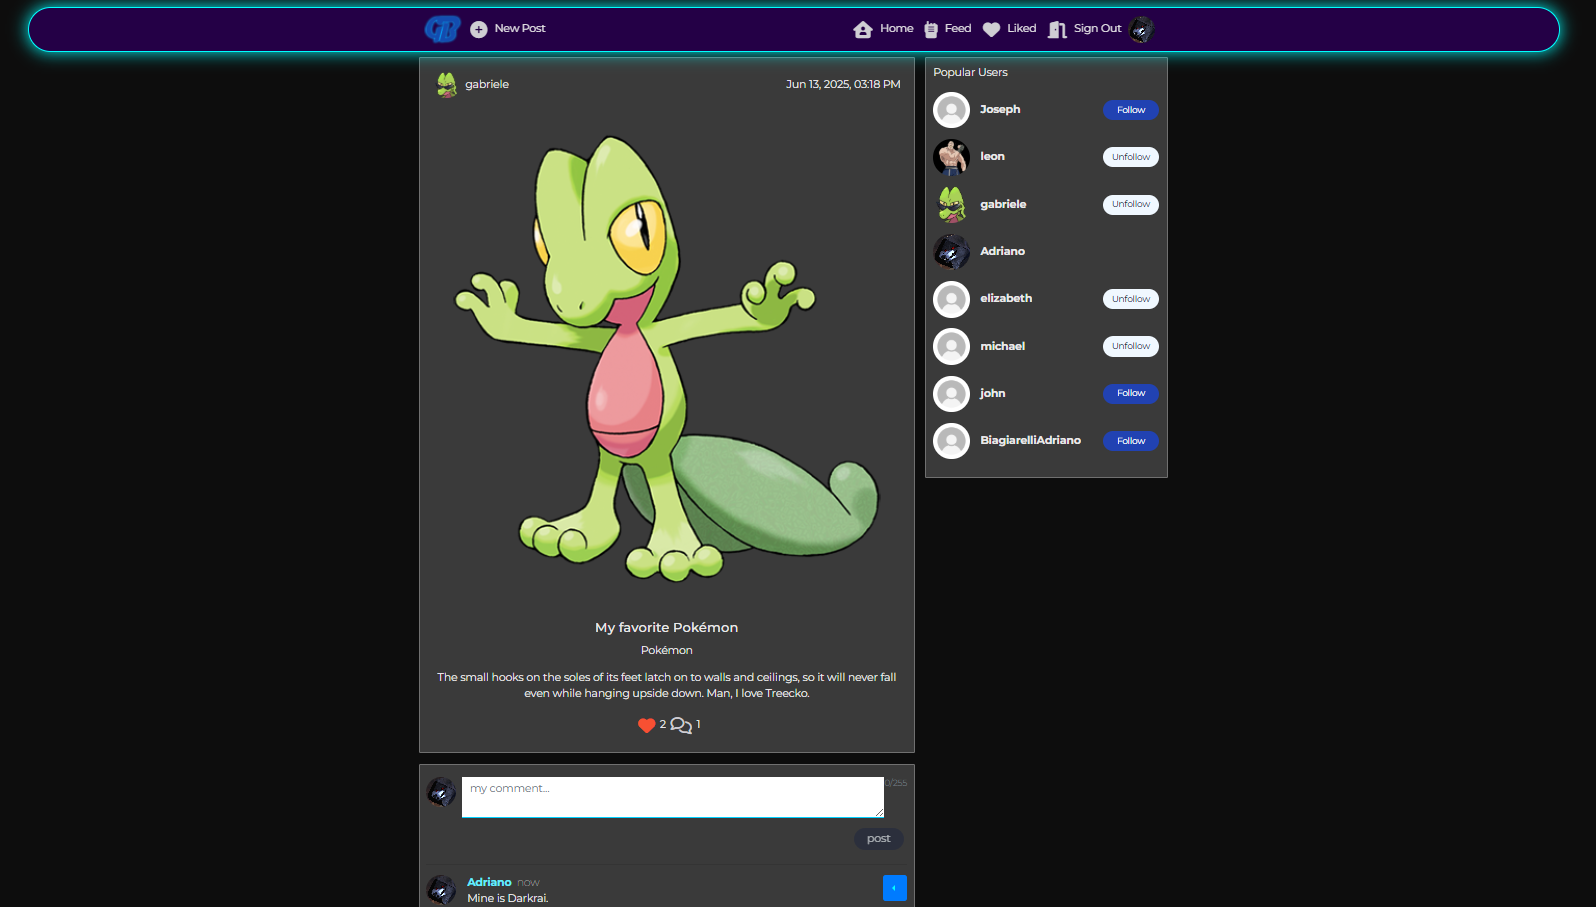 GB
New Post
Home
Feed
Liked
Sign Out
gabriele
Jun 13, 2025, 03:18 PM
My favorite Pokémon
Pokémon
The small hooks on the soles of its feet latch on to walls and ceilings, so it will never fall
even while hanging upside down. Man, I love Treecko.
2
1
my comment...
0/255
post
Adriano now
Mine is Darkrai.
Popular Users
Joseph
Follow
leon
Unfollow
gabriele
Unfollow
Adriano
elizabeth
Unfollow
michael
Unfollow
john
Follow
BiagiarelliAdriano
Follow